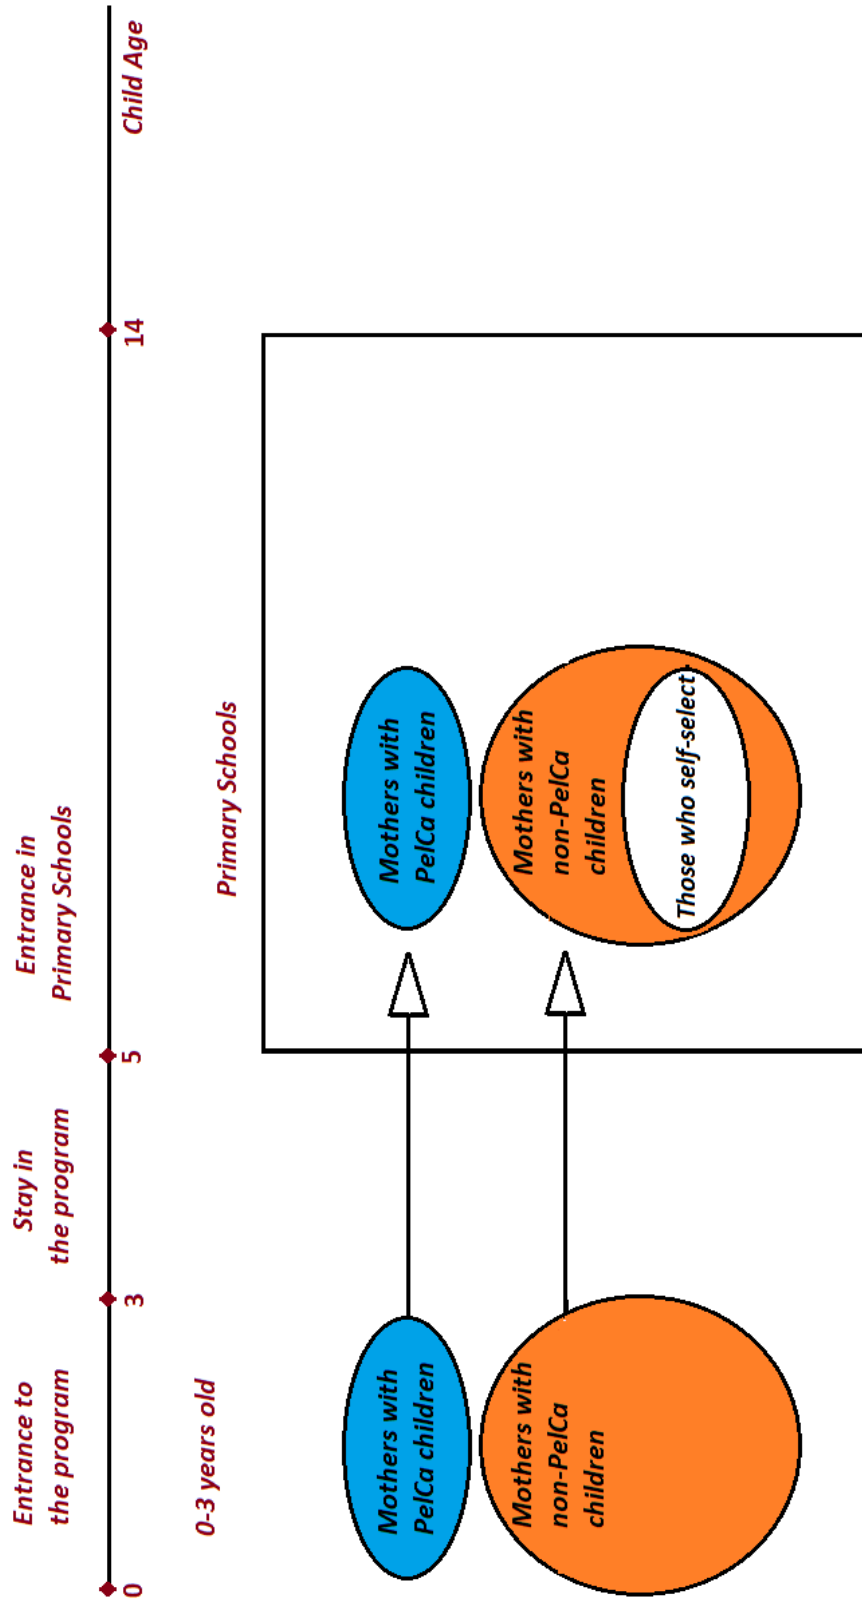 Entrance to
the program
Stay in
the program
Entrance in
Primary Schools
0
3
5
14
Child Age
0-3 years old
Primary Schools
Mothers with
PelCa children
Mothers with
PelCa children
Mothers with
non-PelCa
children
Mothers with
non-PelCa
children
Those who self-select